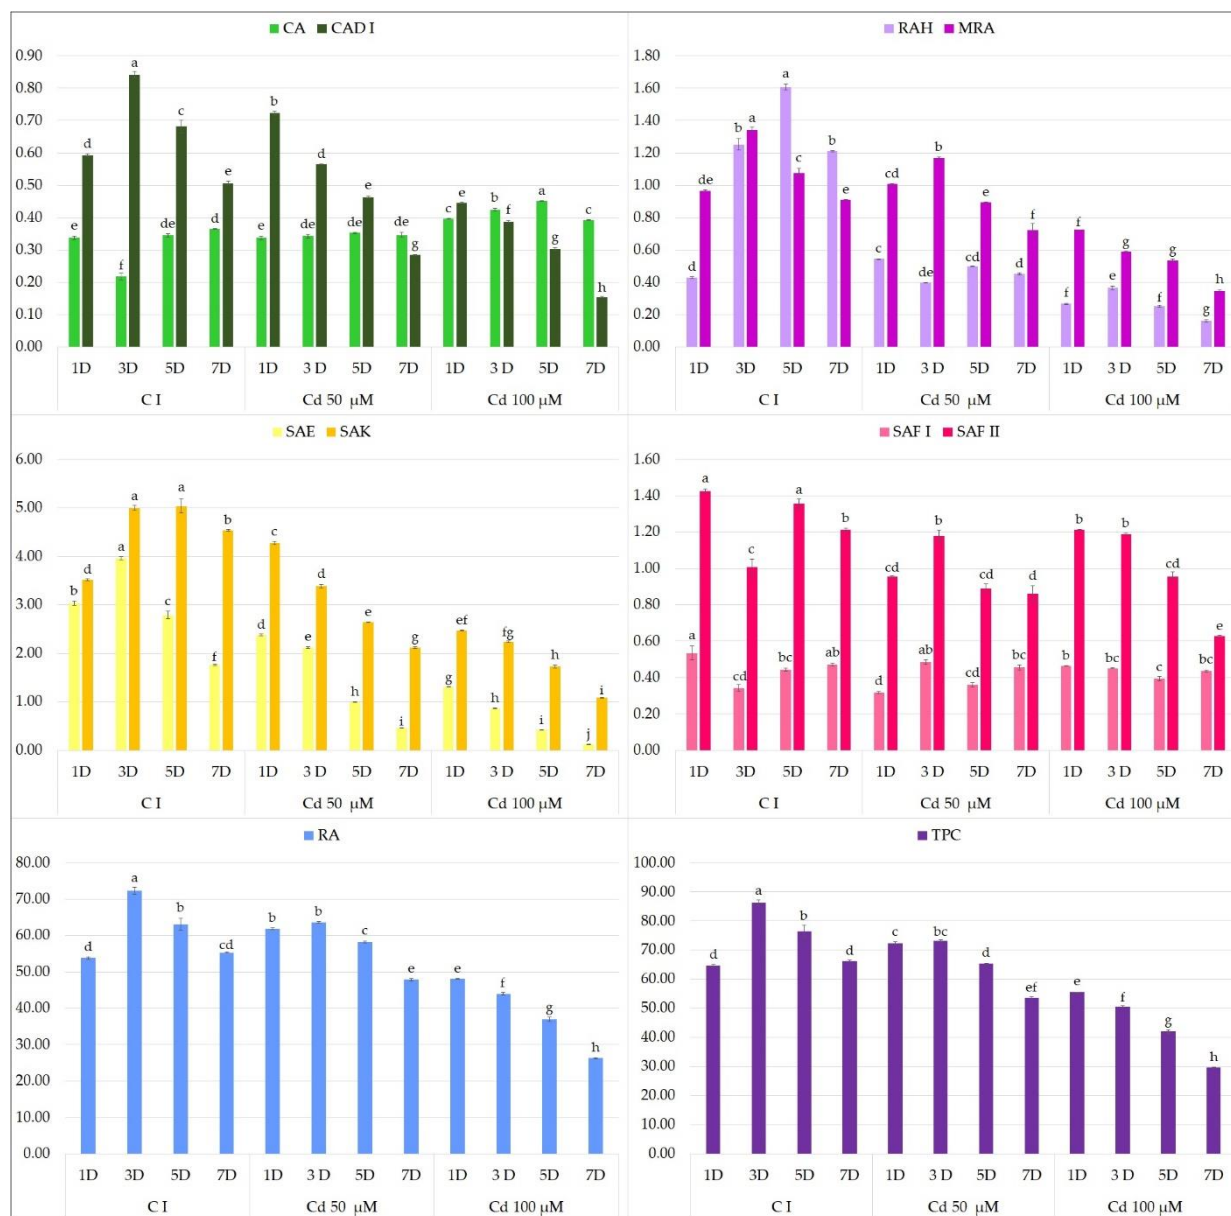 CA CAD I
0.90
0.80
0.70
0.60
0.50
0.40
0.30
0.20
0.10
0.00
e d f a de c d e e b de d de e de g c e b f a g c h
1D 3D 5D 7D 1D 3 D 5D 7D 1D 3 D 5D 7D
C I Cd 50 µM Cd 100 µM
RAH MRA
1.80
1.60
1.40
1.20
1.00
0.80
0.60
0.40
0.20
0.00
d de b a a c b e c cd de b cd e d f f f e g f g g h
1D 3D 5D 7D 1D 3 D 5D 7D 1D 3 D 5D 7D
C I Cd 50 µM Cd 100 µM
SAE SAK
6.00
5.00
4.00
3.00
2.00
1.00
0.00
b d a a c a f b d c e d h e i g g ef h fg i h j i
1D 3D 5D 7D 1D 3 D 5D 7D 1D 3 D 5D 7D
C I Cd 50 µM Cd 100 µM
SAF I SAF II
1.60
1.40
1.20
1.00
0.80
0.60
0.40
0.20
0.00
a a cd c bc a ab b d cd ab b cd cd bc d b b bc b c cd bc e
1D 3D 5D 7D 1D 3 D 5D 7D 1D 3 D 5D 7D
C I Cd 50 µM Cd 100 µM
RA
80.00
70.00
60.00
50.00
40.00
30.00
20.00
10.00
0.00
d a b cd b b c e e f g h
1D 3D 5D 7D 1D 3 D 5D 7D 1D 3 D 5D 7D
C I Cd 50 µM Cd 100 µM
TPC
100.00
90.00
80.00
70.00
60.00
50.00
40.00
30.00
20.00
10.00
0.00
d a b d c bc d ef e f g h
1D 3D 5D 7D 1D 3 D 5D 7D 1D 3 D 5D 7D
C I Cd 50 µM Cd 100 µM